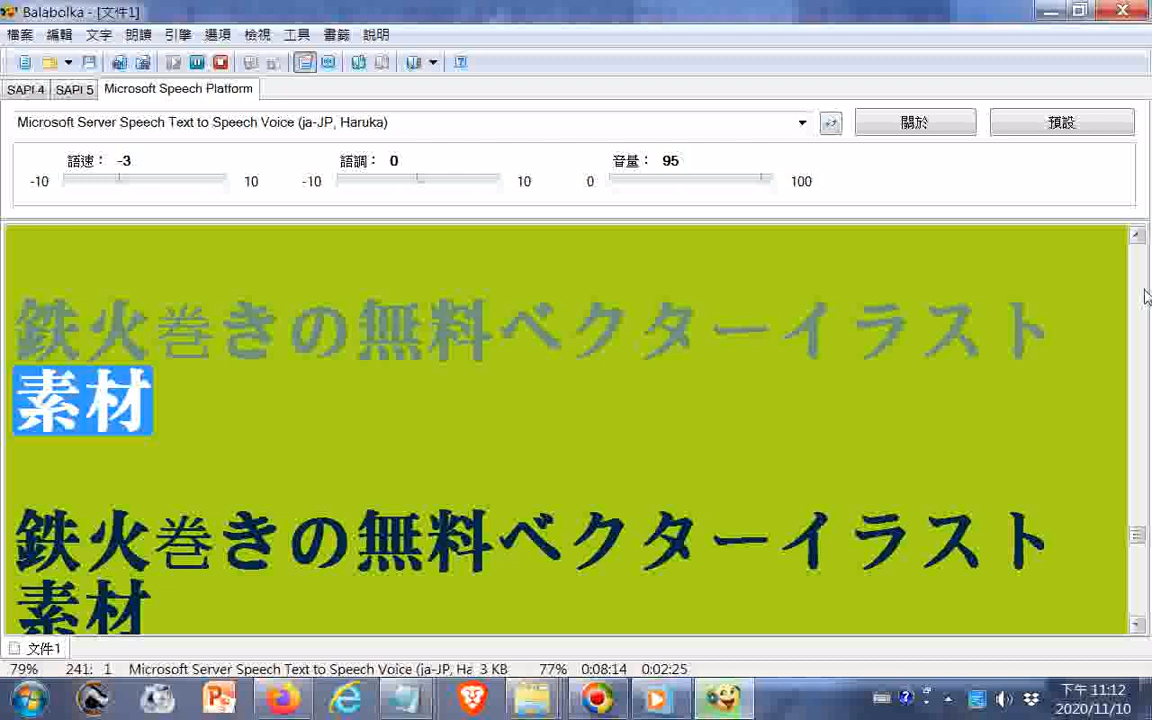 Balabolka - [文件1]
檔案 編輯 文字 朗讀 引擎 選項 檢視 工具 書籤 說明
SAPI 4 SAPI 5 Microsoft Speech Platform
Microsoft Server Speech Text to Speech Voice (ja-JP, Haruka) 關於 預設
語速： -3 語調： 0 音量： 95
-10 10 -10 10 0 100
鉄火巻きの無料ベクターイラスト
素材
鉄火巻きの無料ベクターイラスト
素材
文件1
79% 241: 1 Microsoft Server Speech Text to Speech Voice (ja-JP, Ha 3 KB 77% 0:08:14 0:02:25
下午 11:12
2020/11/10